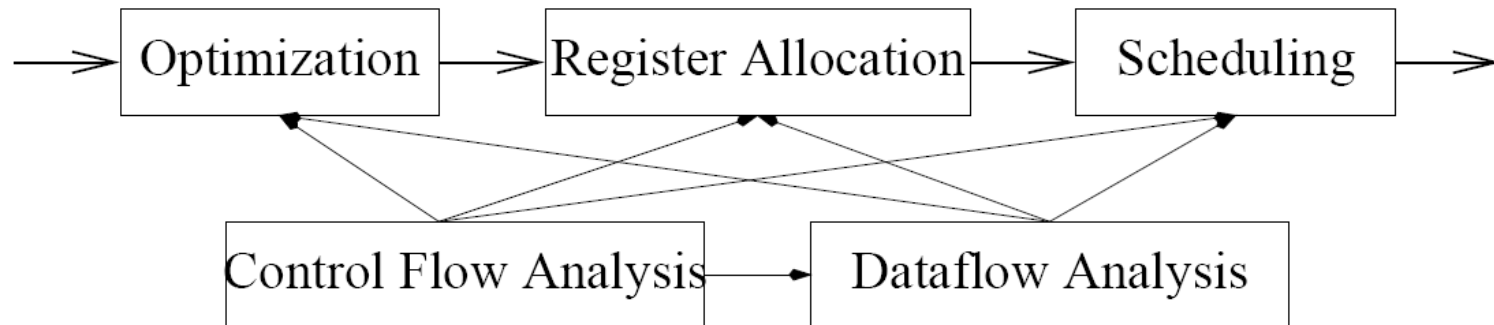 Optimization
Register Allocation
Scheduling
Control Flow Analysis
Dataflow Analysis